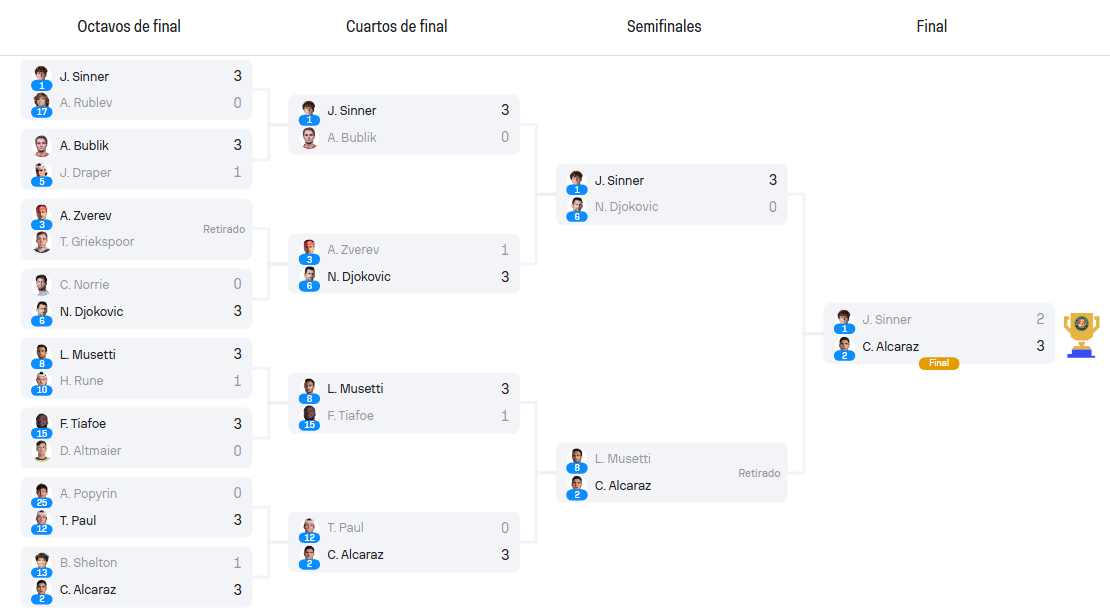 Octavos de final
Cuartos de final
Semifinales
Final
J. Sinner 3
1
A. Rublev 0
17
A. Bublik 3
J. Draper 1
5
A. Zverev
3
Retirado
T. Griekspoor
C. Norrie 0
N. Djokovic 3
6
L. Musetti 3
8
H. Rune 1
10
F. Tiafoe 3
15
D. Altmaier 0
A. Popyrin 0
25
T. Paul 3
12
B. Shelton 1
13
C. Alcaraz 3
2
J. Sinner 3
1
A. Bublik 0
A. Zverev 1
3
N. Djokovic 3
6
L. Musetti 3
8
F. Tiafoe 1
15
T. Paul 0
12
C. Alcaraz 3
2
J. Sinner 3
1
N. Djokovic 0
6
L. Musetti
8
Retirado
C. Alcaraz
2
J. Sinner 2
1
C. Alcaraz 3
2
Final